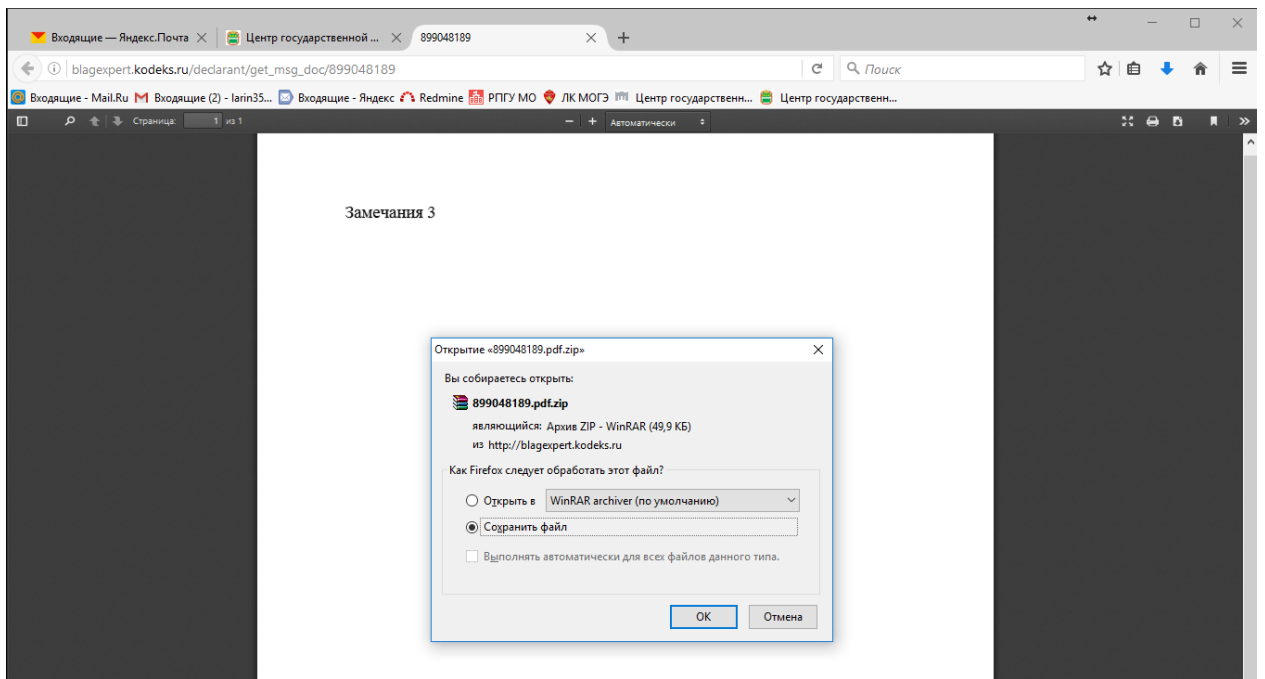 Входящие — Яндекс.Почта
Центр государственной ...
899048189
blagexpert.kodeks.ru/declarant/get_msg_doc/899048189
Поиск
Входящие - Mail.Ru
Входящие (2) - larin35...
Входящие - Яндекс
Redmine
РПГУ МО
ЛК МОГЭ
Центр государственн...
Центр государственн...
Страница:
1
из 1
Автоматически
Замечания 3
Открытие «899048189.pdf.zip»
Вы собираетесь открыть:
899048189.pdf.zip
являющийся: Архив ZIP - WinRAR (49,9 КБ)
из http://blagexpert.kodeks.ru
Как Firefox следует обработать этот файл?
Открыть в
WinRAR archiver (по умолчанию)
Сохранить файл
Выполнять автоматически для всех файлов данного типа.
OK
Отмена